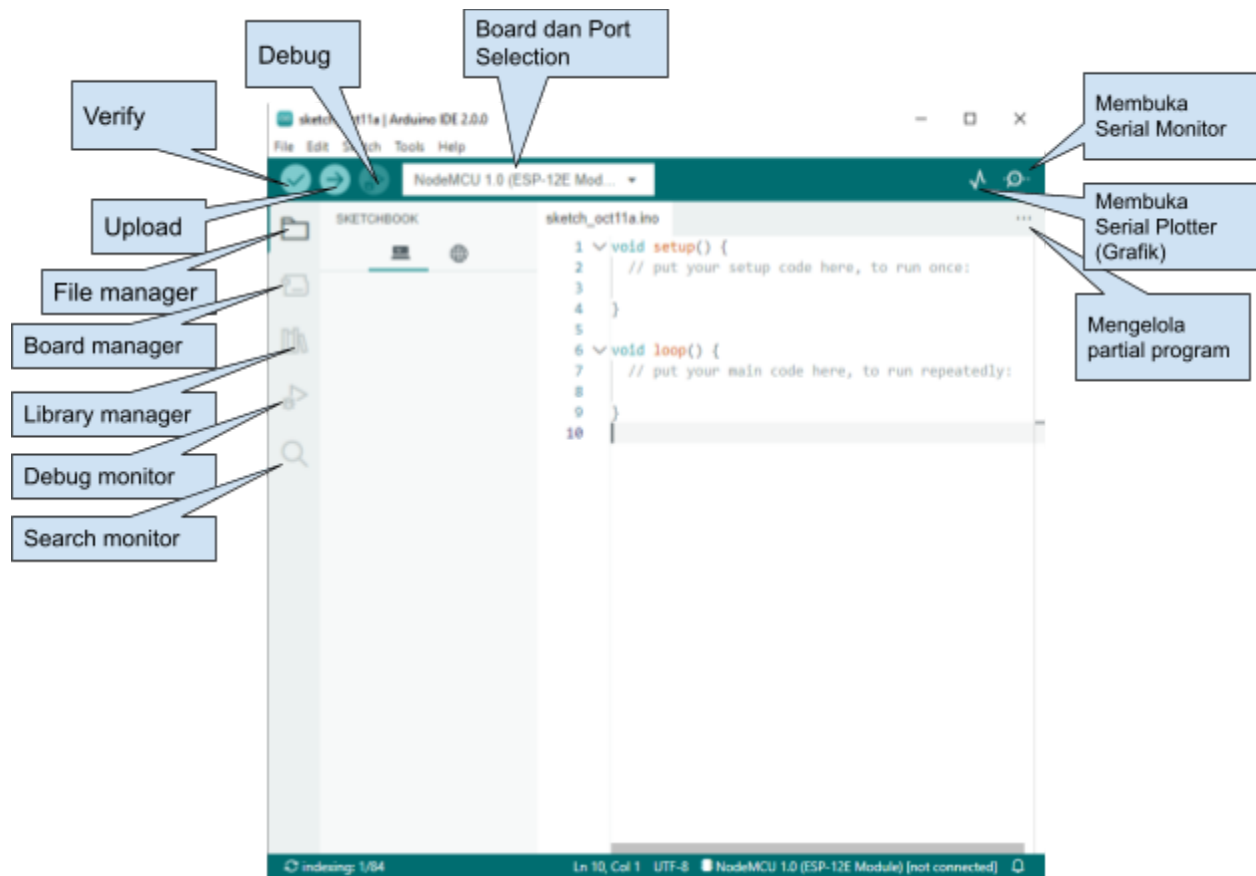 Board dan Port
Selection
Debug
Verify
Membuka
Serial Monitor
sketch_oct11a | Arduino IDE 2.0.0
File Edit Sketch Tools Help
NodeMCU 1.0 (ESP-12E Mod...
Upload
SKETCHBOOK
sketch_oct11a.ino
...
Membuka
Serial Plotter
(Grafik)
1 void setup() {
2 // put your setup code here, to run once:
3
4 }
5
6 void loop() {
7 // put your main code here, to run repeatedly:
8
9 }
10
File manager
Board manager
Library manager
Debug monitor
Search monitor
Mengelola
partial program
indexing: 1/84
Ln 10, Col 1 UTF-8 NodeMCU 1.0 (ESP-12E Module) [not connected]